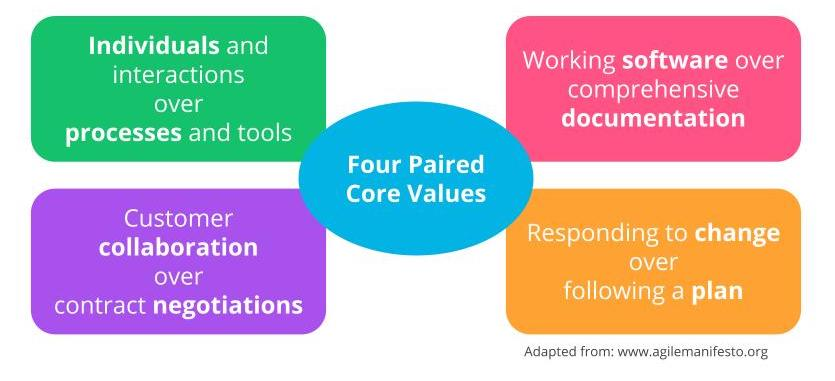 Individuals and
interactions
over
processes and tools
Working software over
comprehensive
documentation
Four Paired
Core Values
Customer
collaboration
over
contract negotiations
Responding to change
over
following a plan
Adapted from: www.agilemanifesto.org